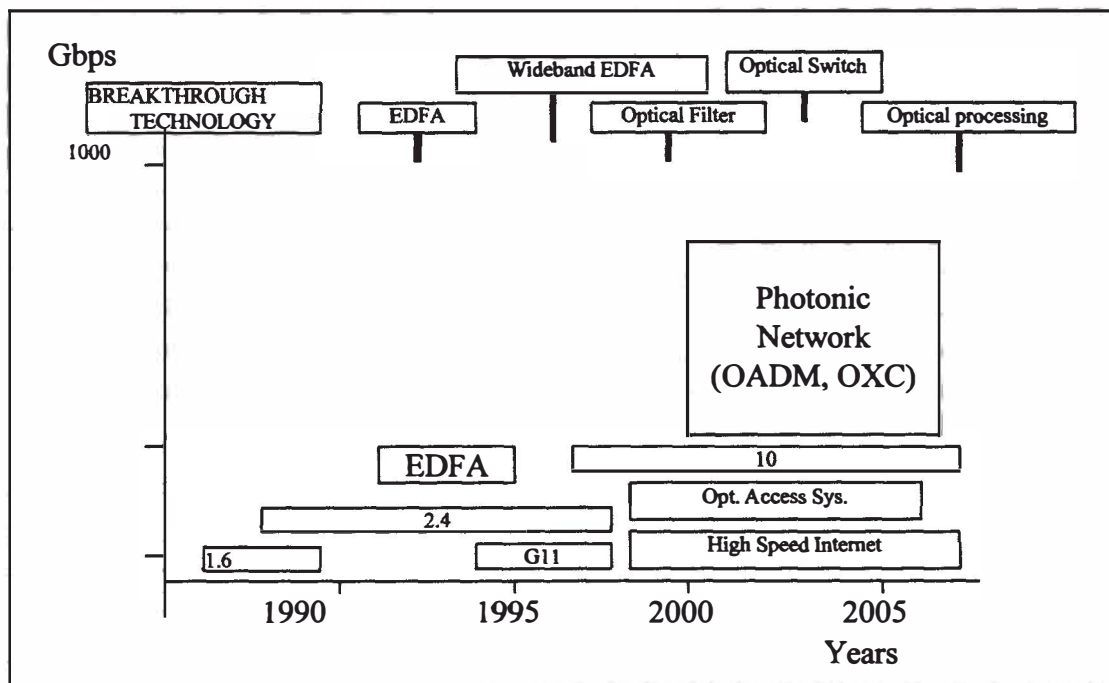 Gbps
Wideband EDFA
Optical Switch
BREAKTHROUGH
TECHNOLOGY
EDFA
Optical Filter
Optical processing
1000
Photonic
Network
(OADM, OXC)
EDFA
10
Opt. Access Sys.
2.4
High Speed Internet
1.6
G11
1990
1995
2000
2005
Years